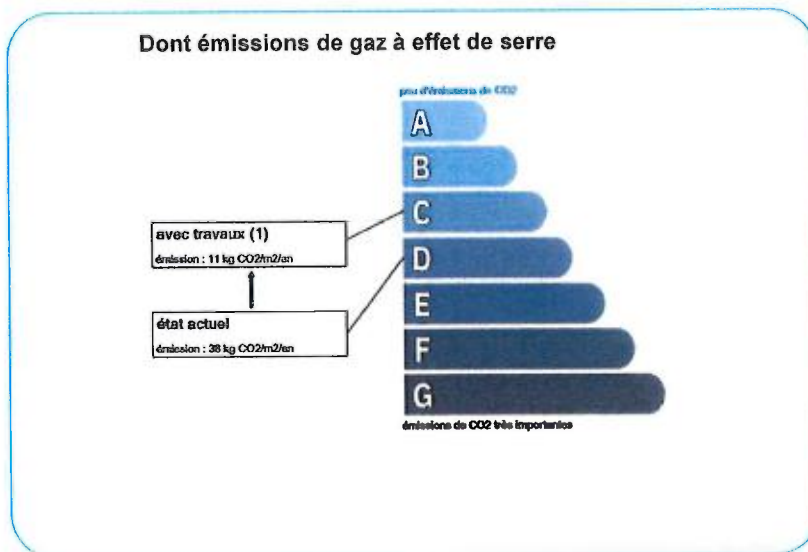 Dont émissions de gaz à effet de serre
peu d'émissions de CO2
A
B
C
avec travaux (1)
émission : 11 kg CO2/m2/an
D
E
état actuel
émission : 38 kg CO2/m2/an
F
G
émissions de CO2 très importantes